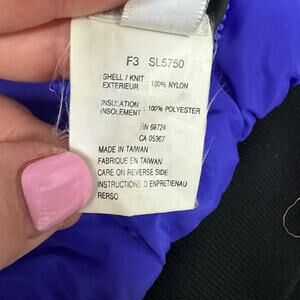 F3 SL5750
SHELL / KNIT
EXTERIEUR : 100% NYLON
INSULATION
INSOLEMENT : 100% POLYESTER
RN 69724
CA 05367
MADE IN TAIWAN
FABRIQUE EN TAIWAN
CARE ON REVERSE SIDE
INSTRUCTIONS D ENTRETIENAU
RERSO